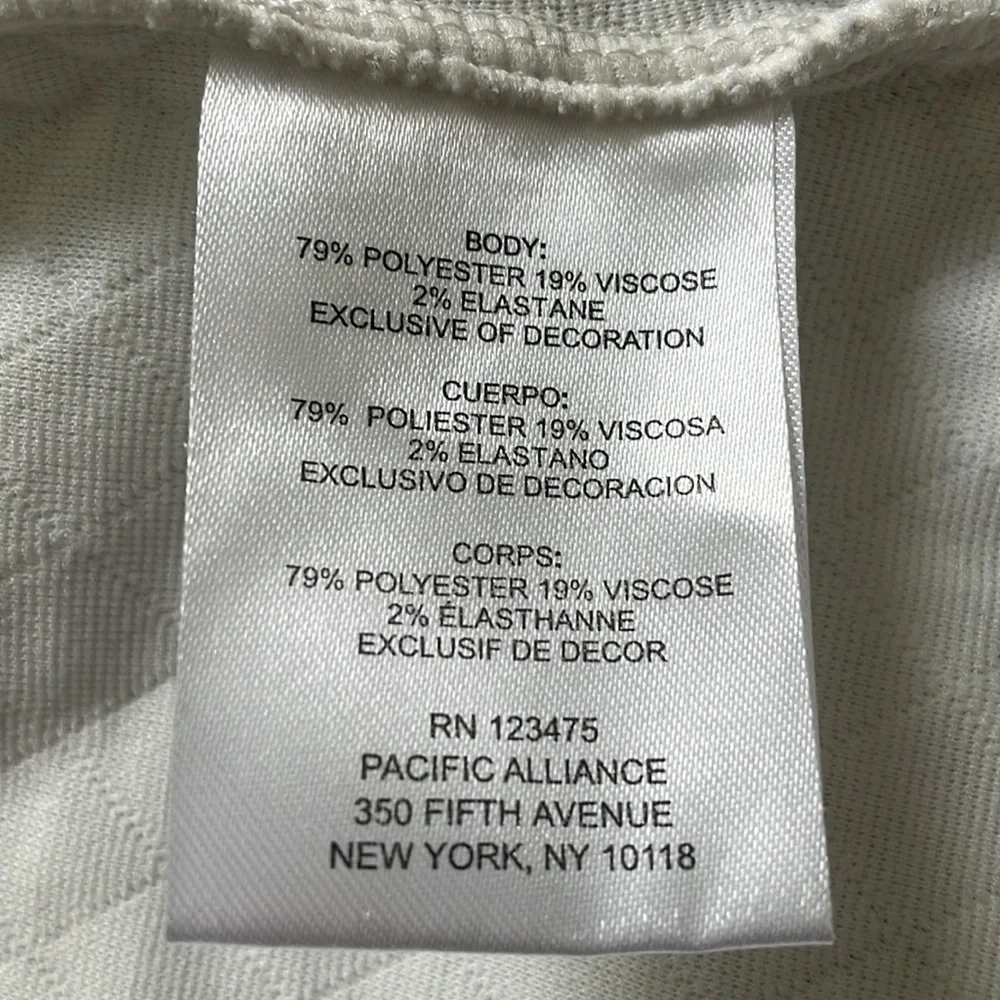 BODY:
79% POLYESTER 19% VISCOSE
2% ELASTANE
EXCLUSIVE OF DECORATION
CUERPO:
79% POLIESTER 19% VISCOSA
2% ELASTANO
EXCLUSIVO DE DECORACION
CORPS:
79% POLYESTER 19% VISCOSE
2% ÉLASTHANNE
EXCLUSIF DE DECOR
RN 123475
PACIFIC ALLIANCE
350 FIFTH AVENUE
NEW YORK, NY 10118